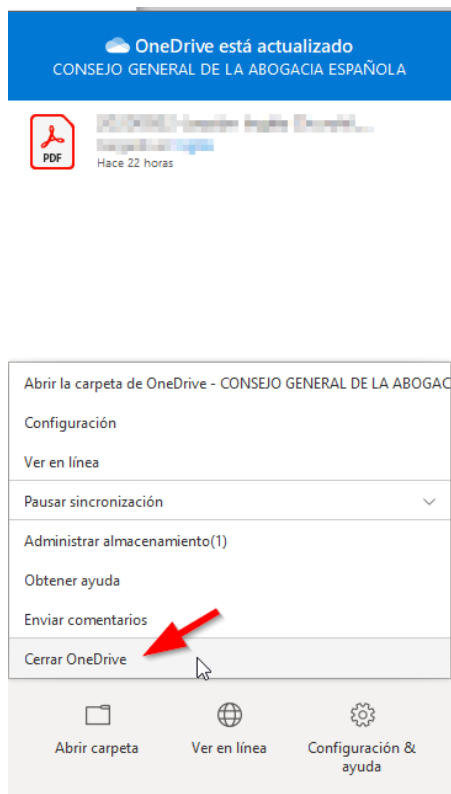 OneDrive está actualizado
CONSEJO GENERAL DE LA ABOGACIA ESPAÑOLA
PDF
Hace 22 horas
Abrir la carpeta de OneDrive - CONSEJO GENERAL DE LA ABOGAC
Configuración
Ver en línea
Pausar sincronización
Administrar almacenamiento(1)
Obtener ayuda
Enviar comentarios
Cerrar OneDrive
Abrir carpeta
Ver en línea
Configuración &
ayuda